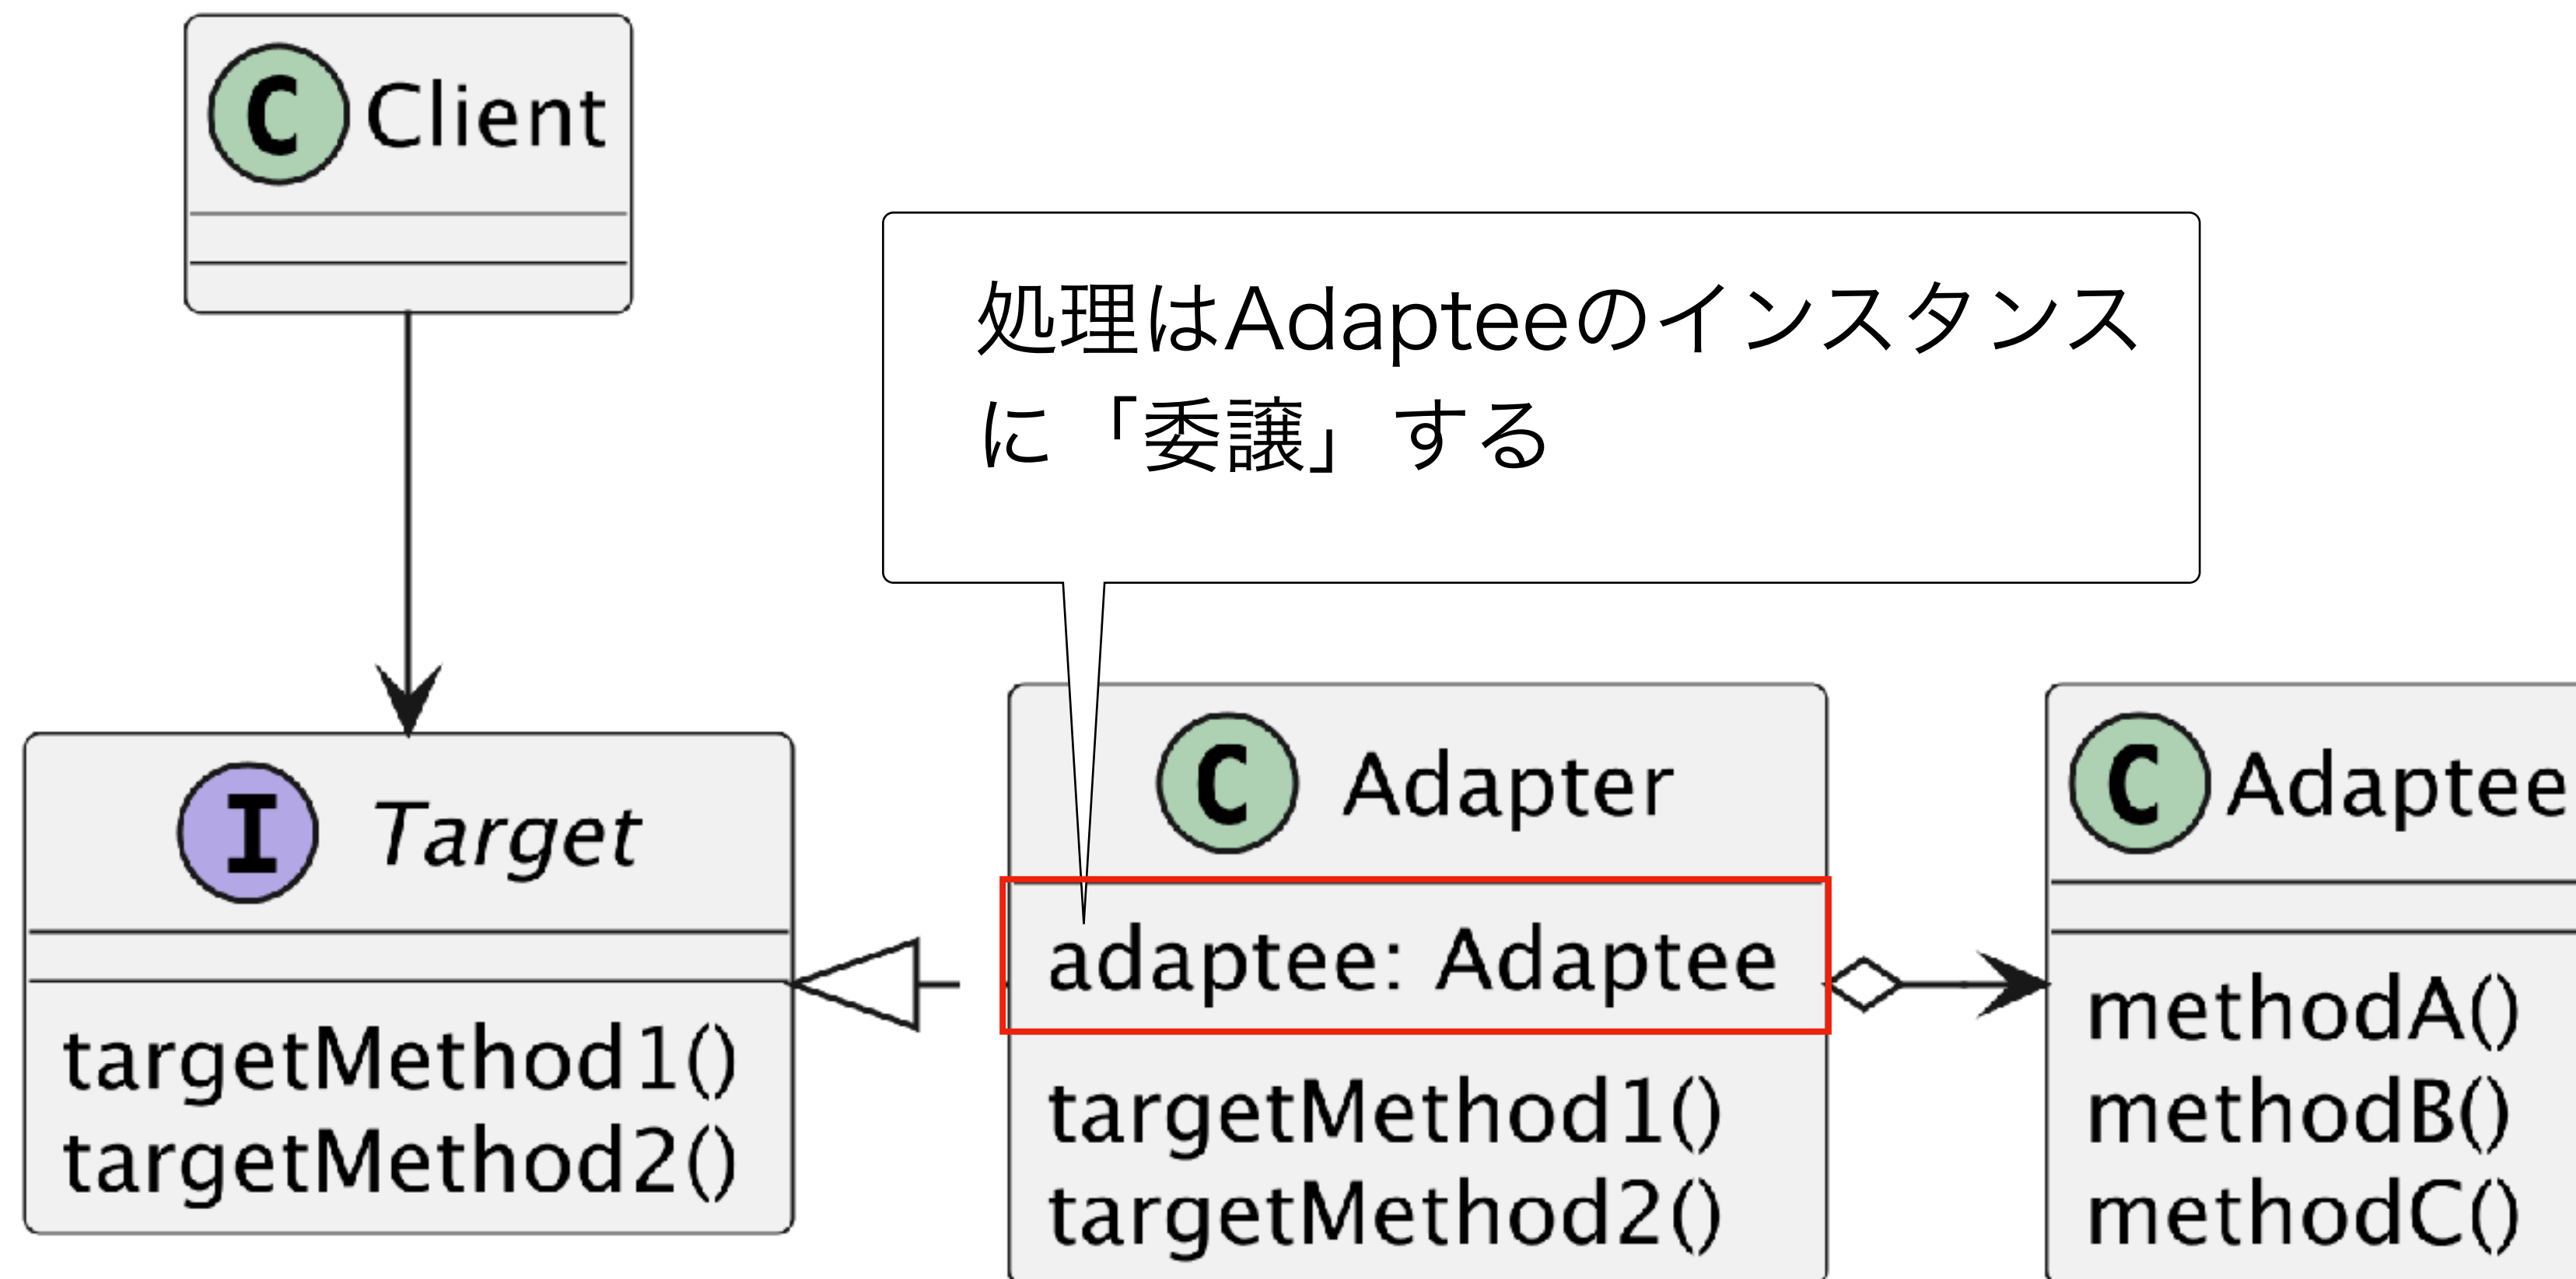 C Client
処理はAdapteeのインスタンス
に「委譲」する
I Target
targetMethod1()
targetMethod2()
C Adapter
adaptee: Adaptee
targetMethod1()
targetMethod2()
C Adaptee
methodA()
methodB()
methodC()